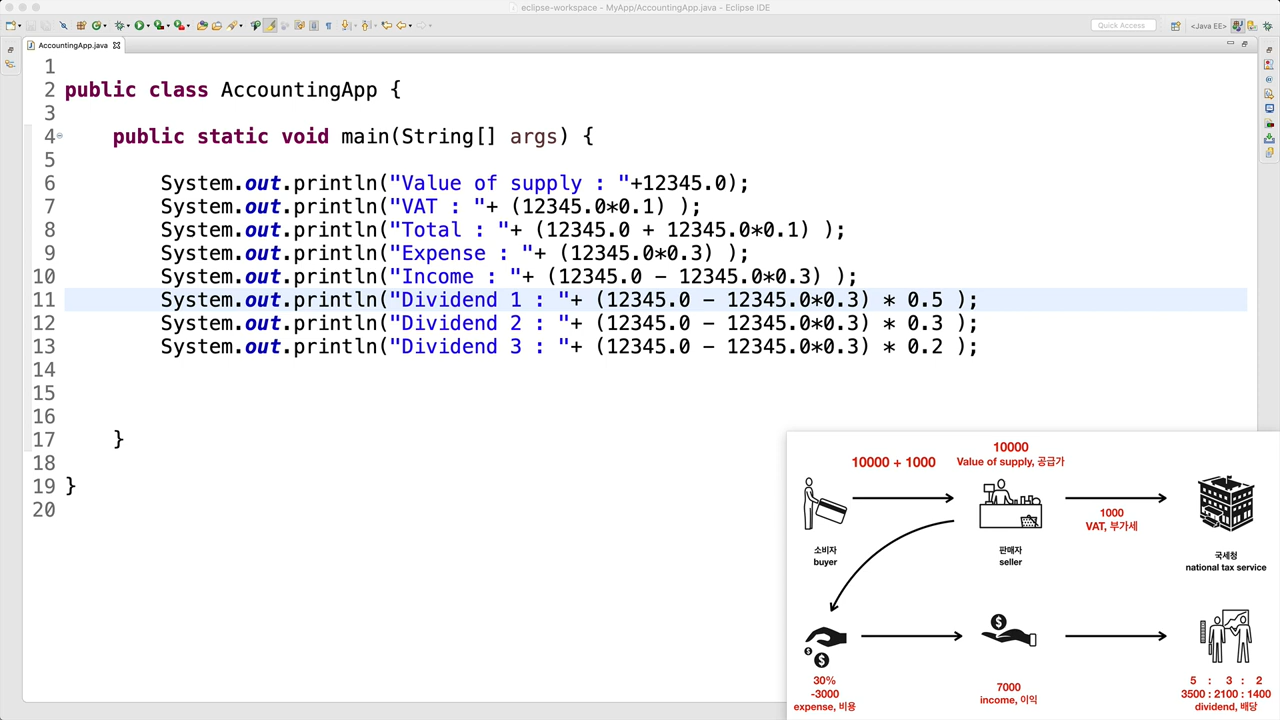 eclipse-workspace - MyApp/AccountingApp.java - Eclipse IDE
Quick Access
<Java EE>
AccountingApp.java
1
2 public class AccountingApp {
3
4 public static void main(String[] args) {
5
6 System.out.println("Value of supply : "+12345.0);
7 System.out.println("VAT : "+ (12345.0*0.1) );
8 System.out.println("Total : "+ (12345.0 + 12345.0*0.1) );
9 System.out.println("Expense : "+ (12345.0*0.3) );
10 System.out.println("Income : "+ (12345.0 - 12345.0*0.3) );
11 System.out.println("Dividend 1 : "+ (12345.0 - 12345.0*0.3) * 0.5 );
12 System.out.println("Dividend 2 : "+ (12345.0 - 12345.0*0.3) * 0.3 );
13 System.out.println("Dividend 3 : "+ (12345.0 - 12345.0*0.3) * 0.2 );
14
15
16
17 }
18
19 }
20
10000 + 1000
10000
Value of supply, 공급가
1000
VAT, 부가세
소비자
buyer
판매자
seller
국세청
national tax service
30%
-3000
expense, 비용
7000
income, 이익
5 : 3 : 2
3500 : 2100 : 1400
dividend, 배당